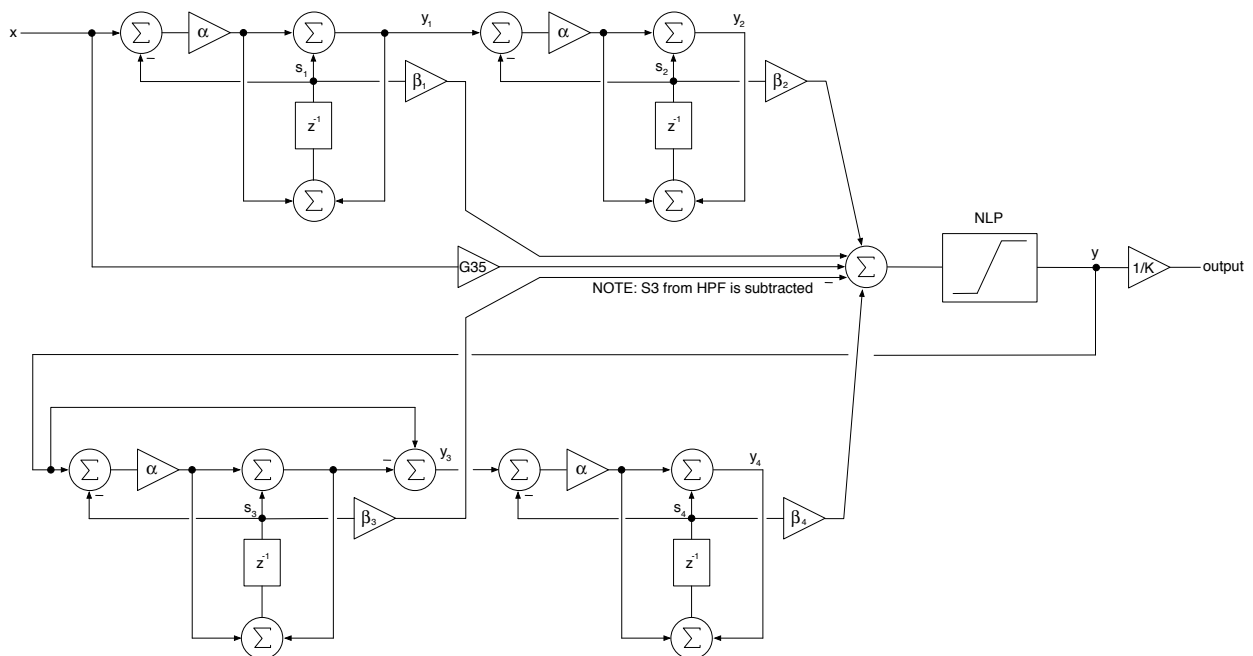 x
Σ
α
Σ
y₁
Σ
α
Σ
y₂
−
s₁
β₁
−
s₂
β₂
z⁻¹
z⁻¹
Σ
Σ
NLP
G35
Σ
y
1/K
output
NOTE: S3 from HPF is subtracted
−
Σ
α
Σ
−
Σ
y₃
Σ
α
Σ
y₄
−
s₃
β₃
−
s₄
β₄
z⁻¹
z⁻¹
Σ
Σ